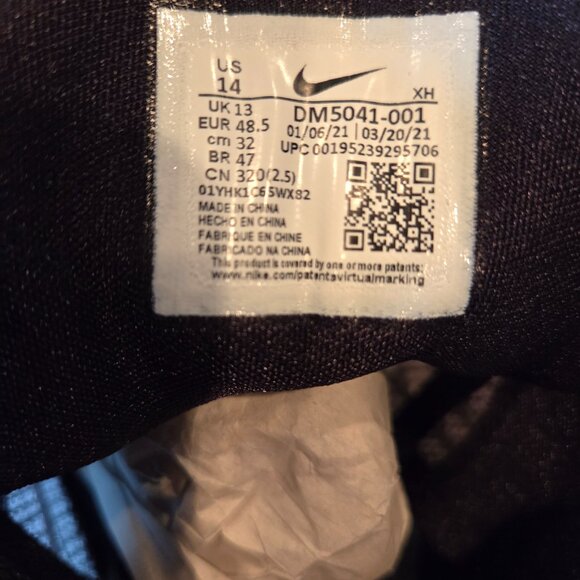 US
14
XH
UK 13
DM5041-001
EUR 48.5
01/06/21 | 03/20/21
cm 32
UPC 00195239295706
BR 47
CN 320(2.5)
01YHK1C65WXS2
MADE IN CHINA
HECHO EN CHINA
FABRIQUE EN CHINE
FABRICADO NA CHINA
This product is covered by one or more patents:
www.nike.com/patentsvirtualmarking